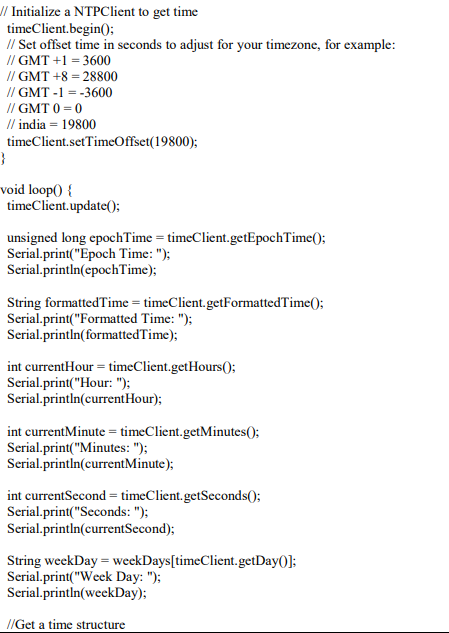 // Initialize a NTPClient to get time
timeClient.begin();
// Set offset time in seconds to adjust for your timezone, for example:
// GMT +1 = 3600
// GMT +8 = 28800
// GMT -1 = -3600
// GMT 0 = 0
// india = 19800
timeClient.setTimeOffset(19800);
}
void loop() {
timeClient.update();
unsigned long epochTime = timeClient.getEpochTime();
Serial.print("Epoch Time: ");
Serial.println(epochTime);
String formattedTime = timeClient.getFormattedTime();
Serial.print("Formatted Time: ");
Serial.println(formattedTime);
int currentHour = timeClient.getHours();
Serial.print("Hour: ");
Serial.println(currentHour);
int currentMinute = timeClient.getMinutes();
Serial.print("Minutes: ");
Serial.println(currentMinute);
int currentSecond = timeClient.getSeconds();
Serial.print("Seconds: ");
Serial.println(currentSecond);
String weekDay = weekDays[timeClient.getDay()];
Serial.print("Week Day: ");
Serial.println(weekDay);
//Get a time structure